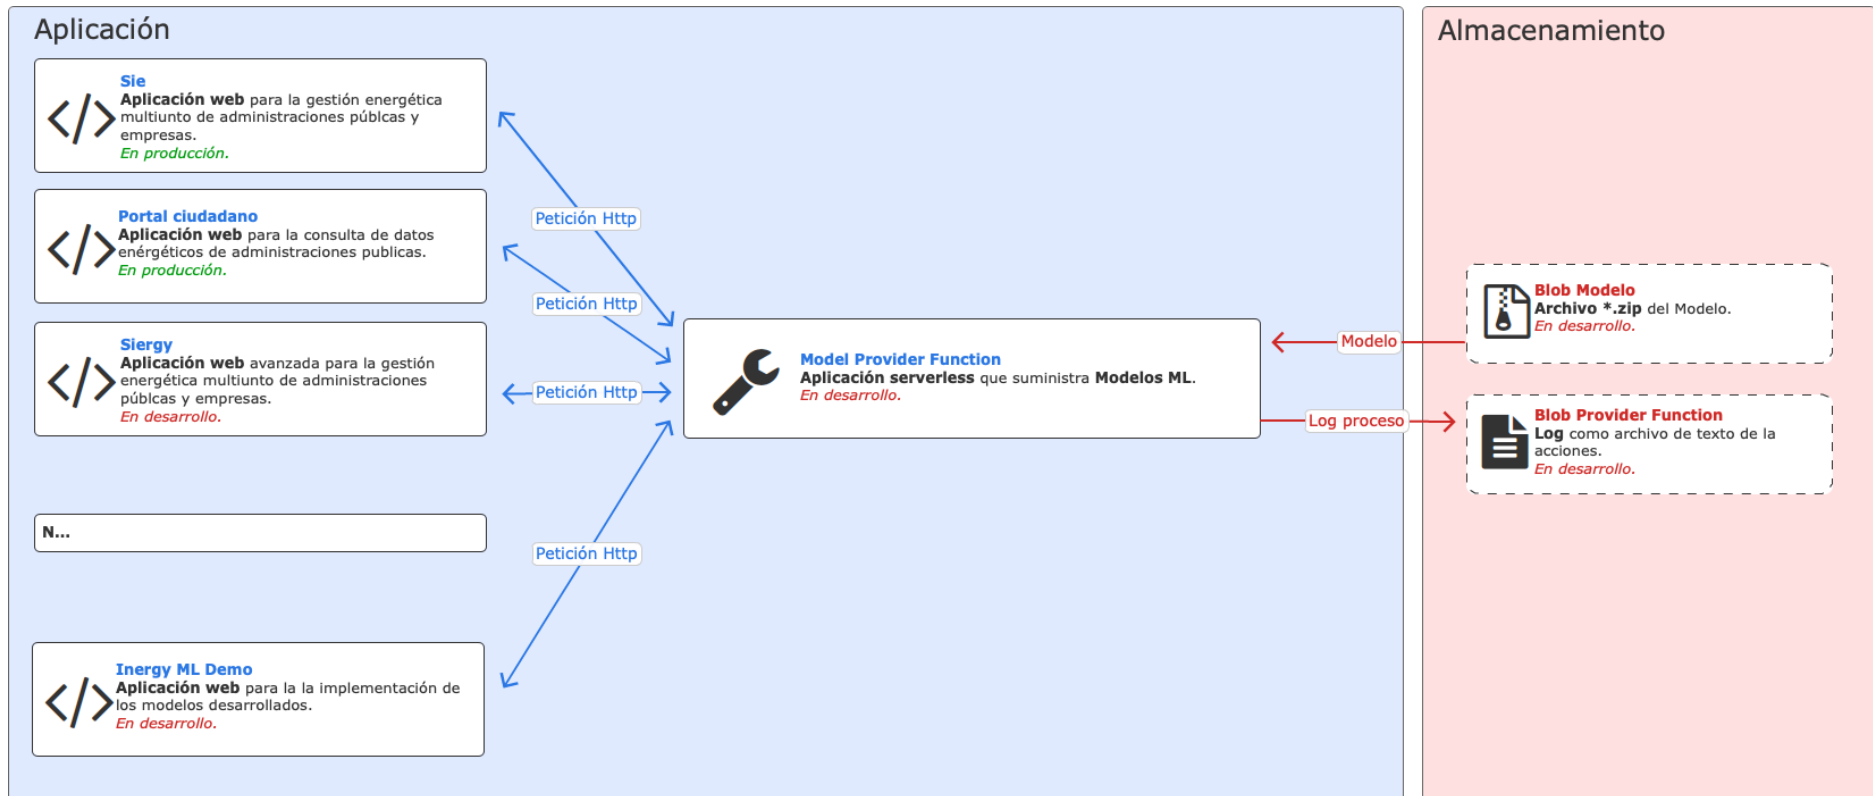 Aplicación
Sie
Aplicación web para la gestión energética
multiunto de administraciones públcas y
empresas.
En producción.
Portal ciudadano
Aplicación web para la consulta de datos
enérgéticos de administraciones publicas.
En producción.
Siergy
Aplicación web avanzada para la gestión
energética multiunto de administraciones
públcas y empresas.
En desarrollo.
N...
Inergy ML Demo
Aplicación web para la la implementación de
los modelos desarrollados.
En desarrollo.
Petición Http
Petición Http
Petición Http
Petición Http
Model Provider Function
Aplicación serverless que suministra Modelos ML.
En desarrollo.
Modelo
Log proceso
Almacenamiento
Blob Modelo
Archivo *.zip del Modelo.
En desarrollo.
Blob Provider Function
Log como archivo de texto de la
acciones.
En desarrollo.